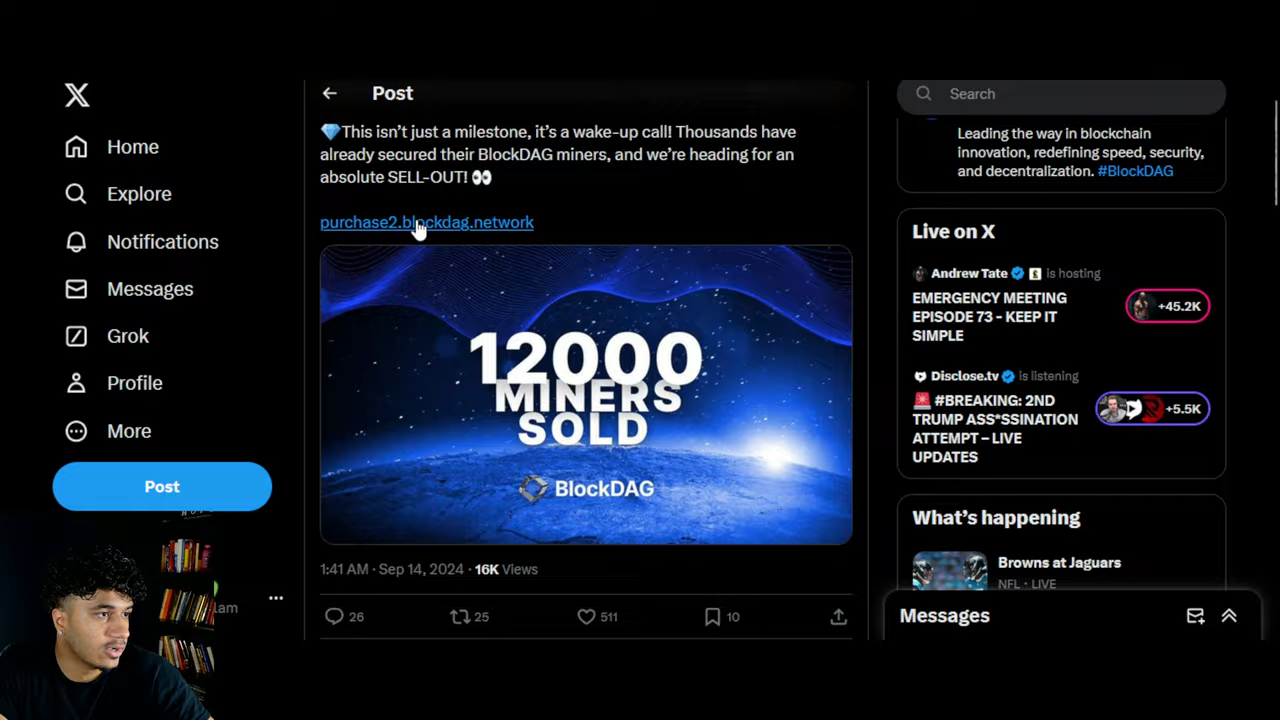 Home
Explore
Notifications
Messages
Grok
Profile
More
Post
lam
Post
💎This isn’t just a milestone, it’s a wake-up call! Thousands have
already secured their BlockDAG miners, and we’re heading for an
absolute SELL-OUT! 👀
purchase2.blockdag.network
12000
MINERS
SOLD
BlockDAG
1:41 AM · Sep 14, 2024 · 16K Views
26
25
511
10
Search
Leading the way in blockchain
innovation, redefining speed, security,
and decentralization. #BlockDAG
Live on X
Andrew Tate is hosting
EMERGENCY MEETING
EPISODE 73 - KEEP IT
SIMPLE
+45.2K
Disclose.tv is listening
🚨 #BREAKING: 2ND
TRUMP ASS*SSINATION
ATTEMPT – LIVE
UPDATES
+5.5K
What’s happening
Browns at Jaguars
NFL · LIVE
Messages